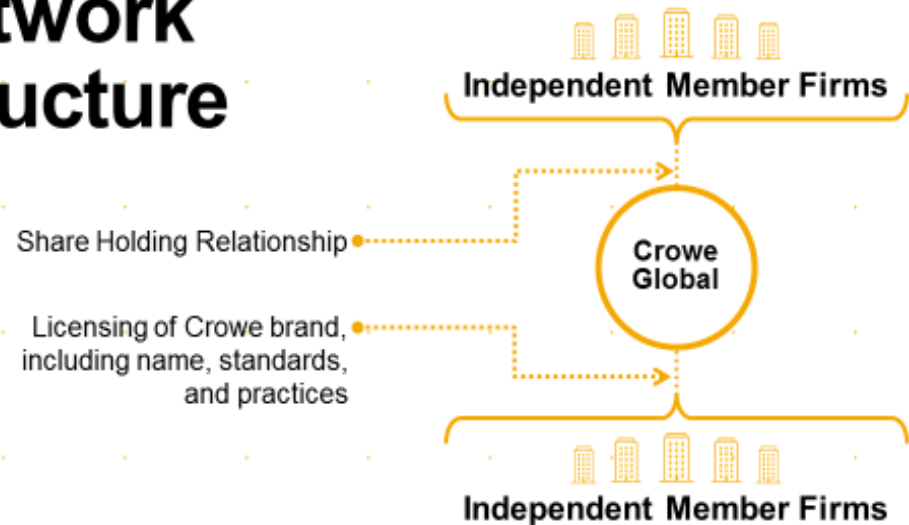 twork
ucture
Independent Member Firms
Share Holding Relationship
Crowe
Global
Licensing of Crowe brand,
including name, standards,
and practices
Independent Member Firms